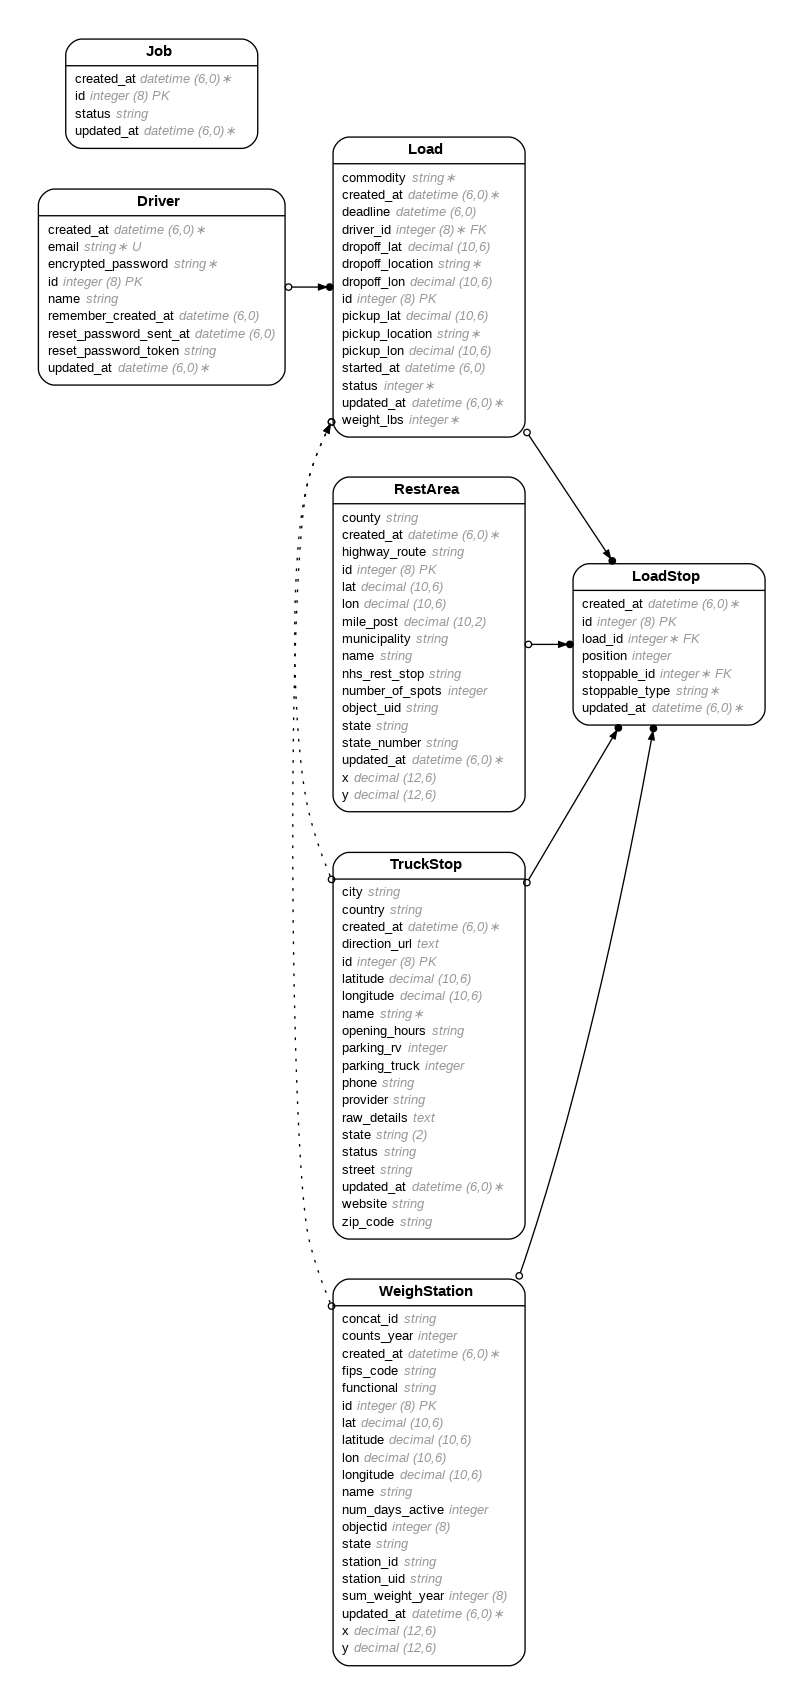 Job
created_at datetime (6,0)∗
id integer (8) PK
status string
updated_at datetime (6,0)∗
Driver
created_at datetime (6,0)∗
email string∗ U
encrypted_password string∗
id integer (8) PK
name string
remember_created_at datetime (6,0)
reset_password_sent_at datetime (6,0)
reset_password_token string
updated_at datetime (6,0)∗
Load
commodity string∗
created_at datetime (6,0)∗
deadline datetime (6,0)
driver_id integer (8)∗ FK
dropoff_lat decimal (10,6)
dropoff_location string∗
dropoff_lon decimal (10,6)
id integer (8) PK
pickup_lat decimal (10,6)
pickup_location string∗
pickup_lon decimal (10,6)
started_at datetime (6,0)
status integer∗
updated_at datetime (6,0)∗
weight_lbs integer∗
RestArea
county string
created_at datetime (6,0)∗
highway_route string
id integer (8) PK
lat decimal (10,6)
lon decimal (10,6)
mile_post decimal (10,2)
municipality string
name string
nhs_rest_stop string
number_of_spots integer
object_uid string
state string
state_number string
updated_at datetime (6,0)∗
x decimal (12,6)
y decimal (12,6)
LoadStop
created_at datetime (6,0)∗
id integer (8) PK
load_id integer∗ FK
position integer
stoppable_id integer∗ FK
stoppable_type string∗
updated_at datetime (6,0)∗
TruckStop
city string
country string
created_at datetime (6,0)∗
direction_url text
id integer (8) PK
latitude decimal (10,6)
longitude decimal (10,6)
name string∗
opening_hours string
parking_rv integer
parking_truck integer
phone string
provider string
raw_details text
state string (2)
status string
street string
updated_at datetime (6,0)∗
website string
zip_code string
WeighStation
concat_id string
counts_year integer
created_at datetime (6,0)∗
fips_code string
functional string
id integer (8) PK
lat decimal (10,6)
latitude decimal (10,6)
lon decimal (10,6)
longitude decimal (10,6)
name string
num_days_active integer
objectid integer (8)
state string
station_id string
station_uid string
sum_weight_year integer (8)
updated_at datetime (6,0)∗
x decimal (12,6)
y decimal (12,6)